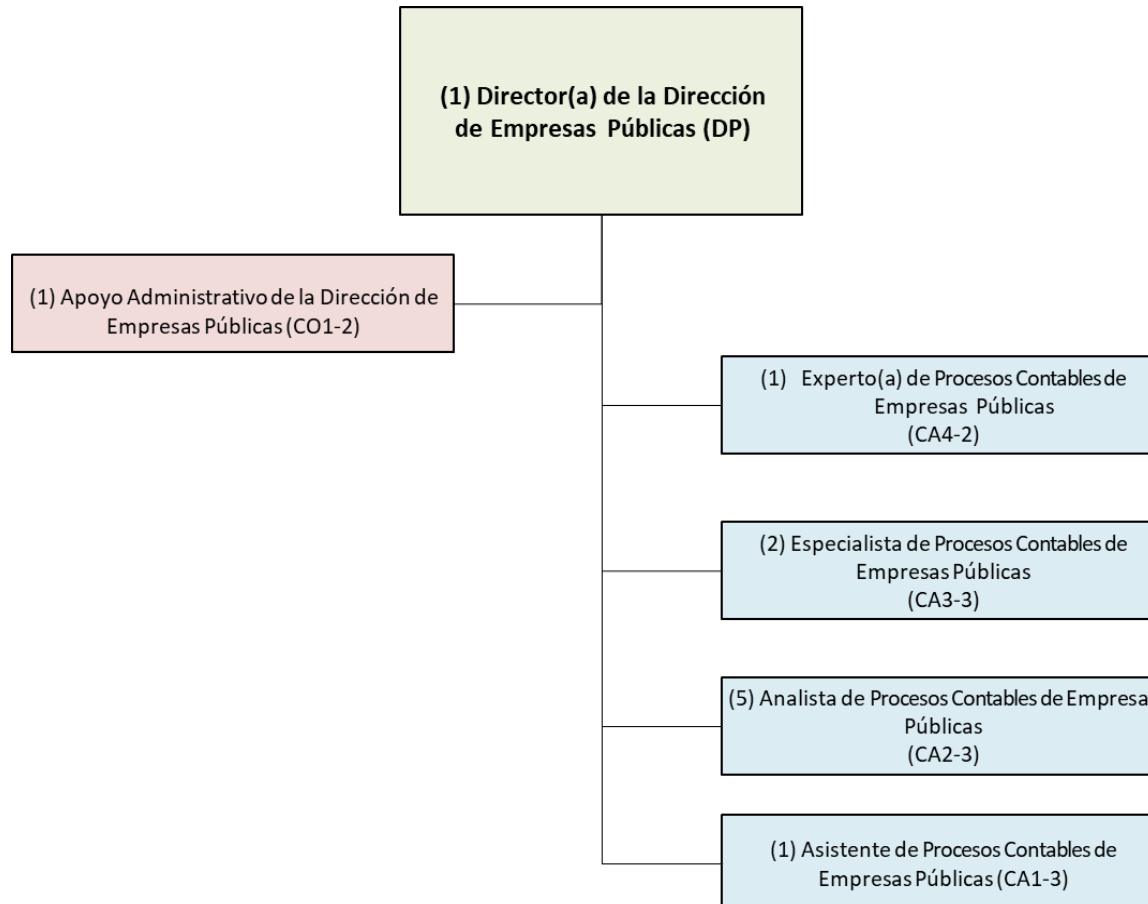 (1) Director(a) de la Dirección
de Empresas Públicas (DP)
(1) Apoyo Administrativo de la Dirección de
Empresas Públicas (CO1-2)
(1) Experto(a) de Procesos Contables de
Empresas Públicas
(CA4-2)
(2) Especialista de Procesos Contables de
Empresas Públicas
(CA3-3)
(5) Analista de Procesos Contables de Empresa
Públicas
(CA2-3)
(1) Asistente de Procesos Contables de
Empresas Públicas (CA1-3)